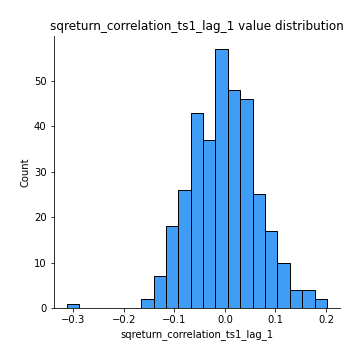 sqreturn_correlation_ts1_lag_1 value distribution
Count
50
40
30
20
10
0
−0.3 −0.2 −0.1 0.0 0.1 0.2
sqreturn_correlation_ts1_lag_1